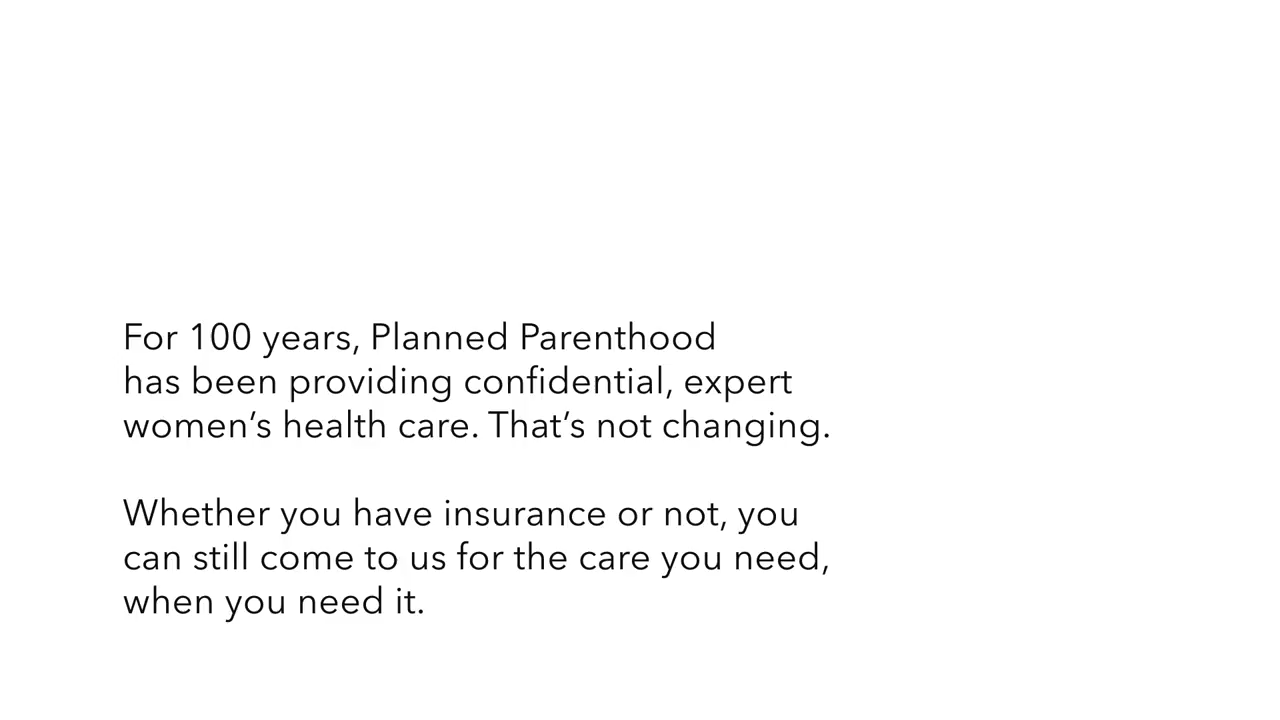 For 100 years, Planned Parenthood
has been providing confidential, expert
women’s health care. That’s not changing.
Whether you have insurance or not, you
can still come to us for the care you need,
when you need it.